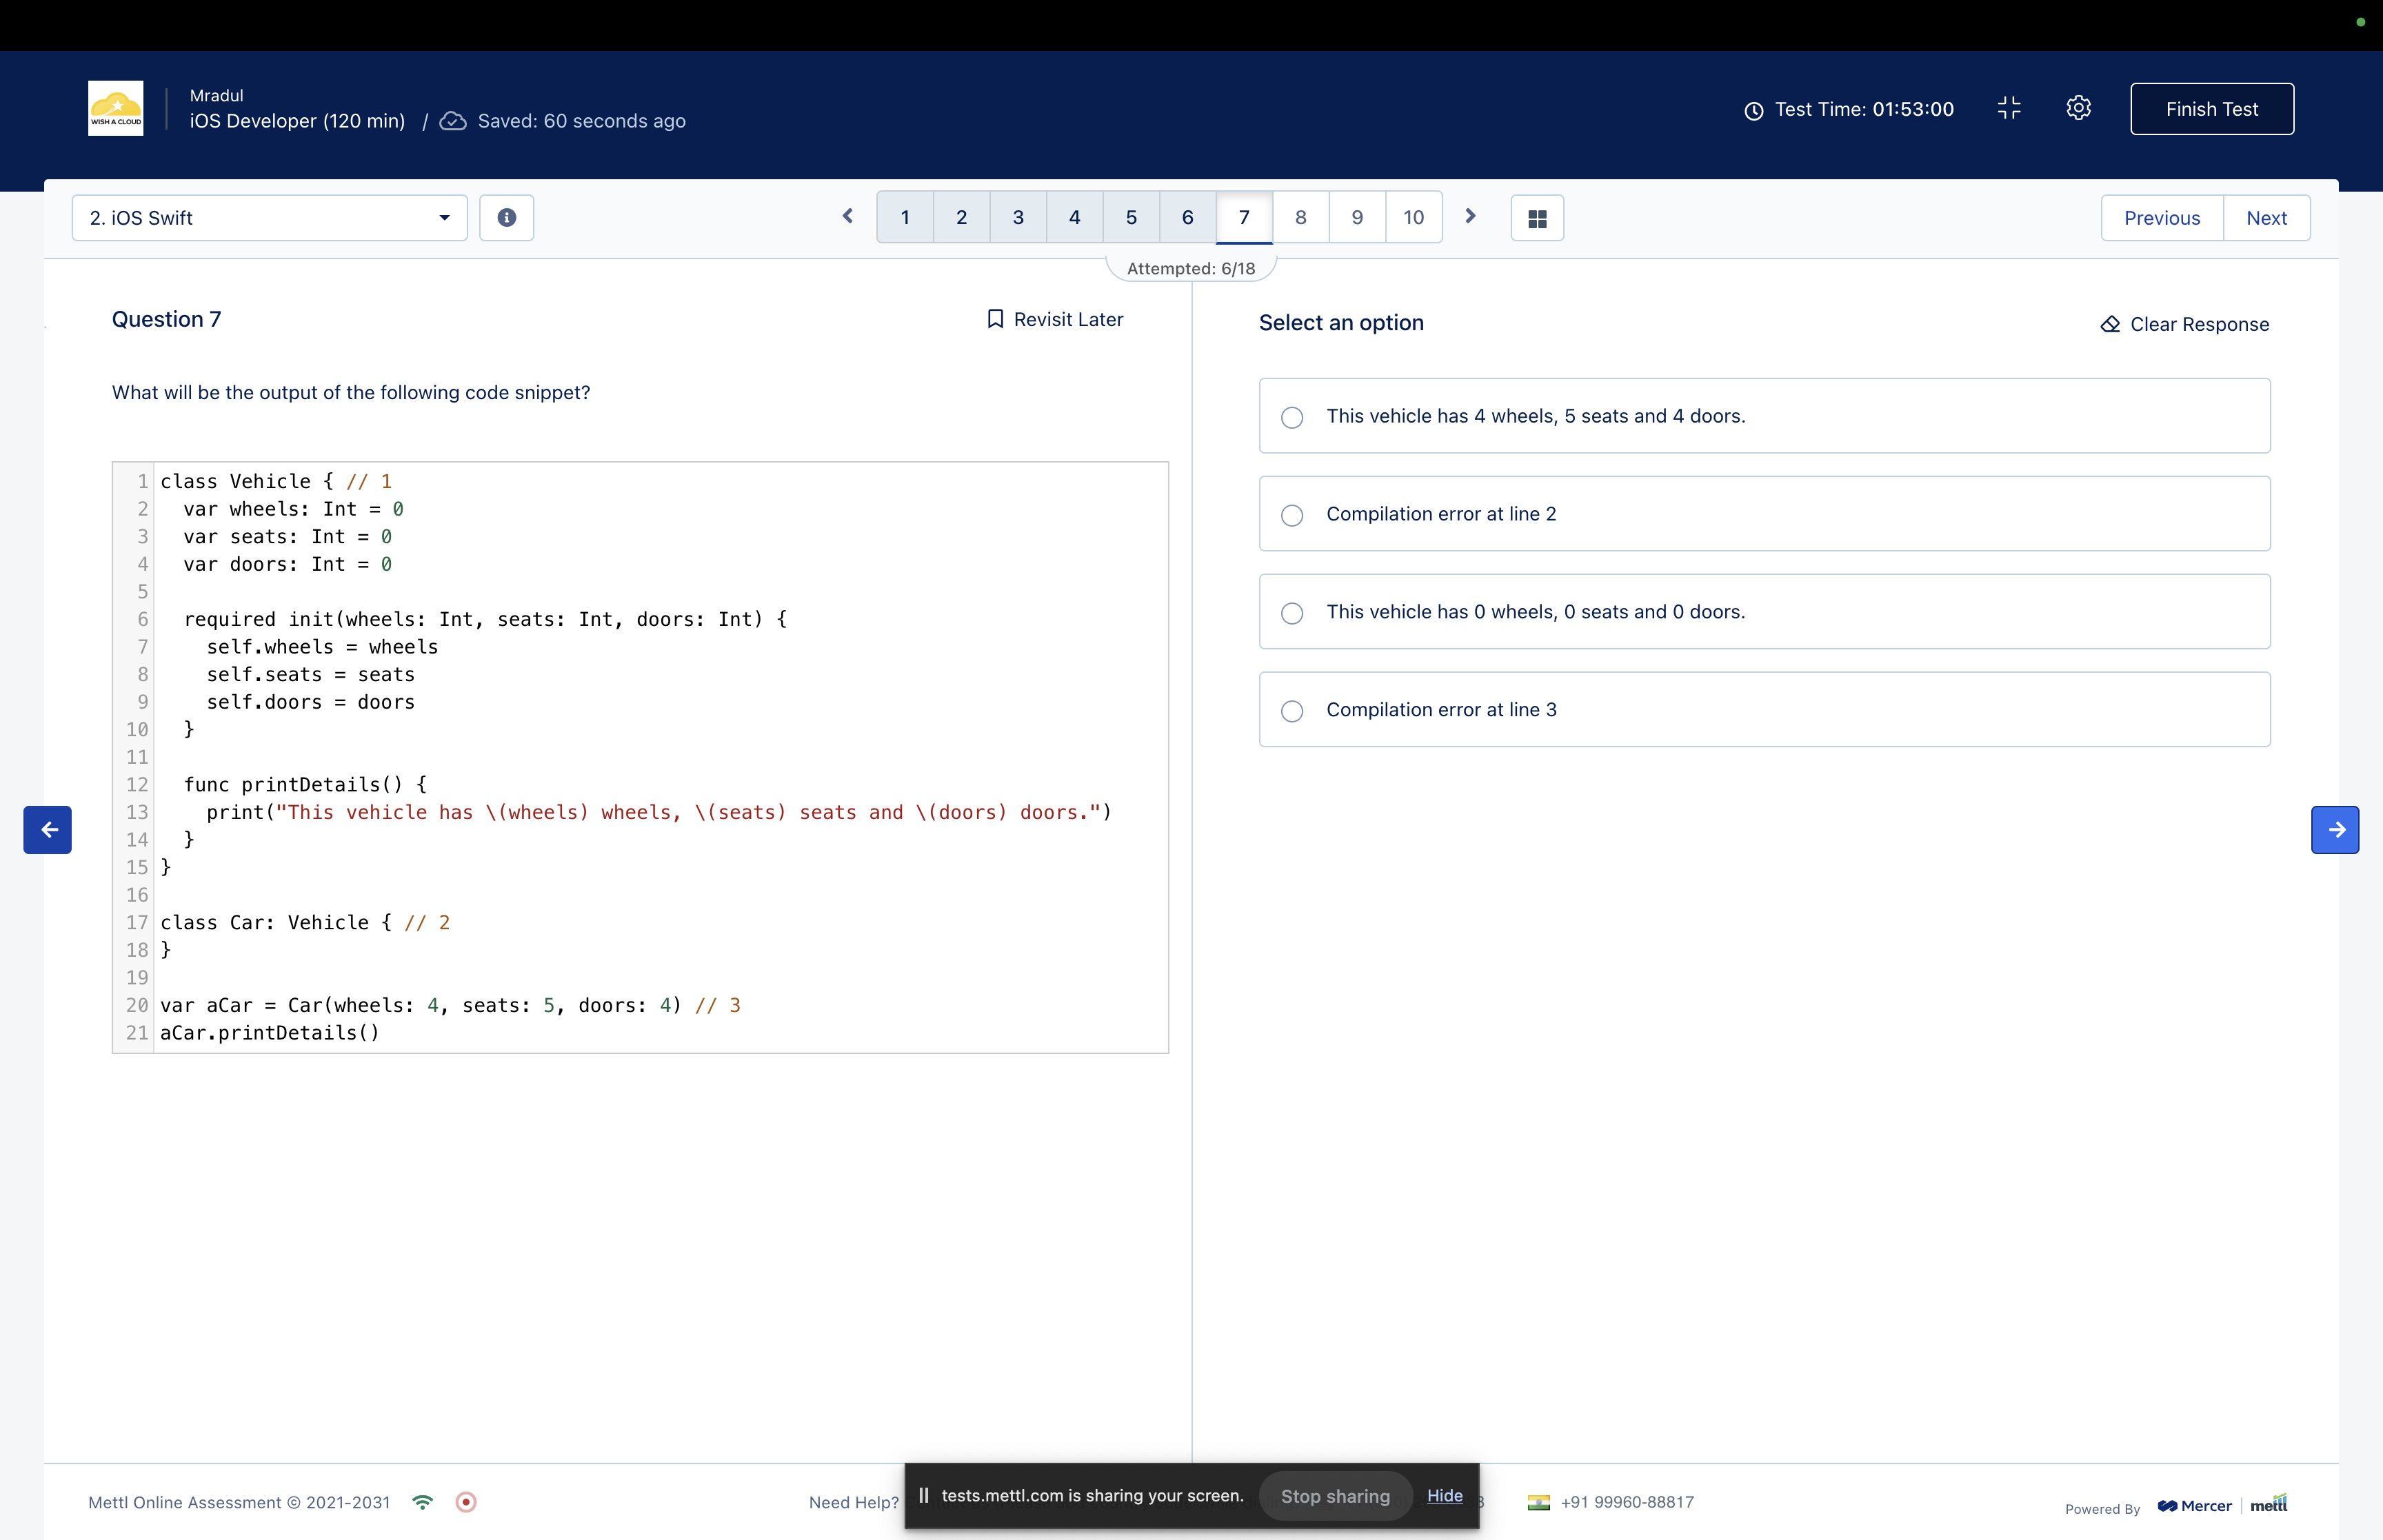 WISH A CLOUD
Mradul
iOS Developer (120 min) / Saved: 60 seconds ago
Test Time: 01:53:00
Finish Test
2. iOS Swift
1 2 3 4 5 6 7 8 9 10
Previous Next
Attempted: 6/18
Question 7
Revisit Later
What will be the output of the following code snippet?
1 class Vehicle { // 1
2   var wheels: Int = 0
3   var seats: Int = 0
4   var doors: Int = 0
5
6   required init(wheels: Int, seats: Int, doors: Int) {
7     self.wheels = wheels
8     self.seats = seats
9     self.doors = doors
10   }
11
12   func printDetails() {
13     print("This vehicle has \(wheels) wheels, \(seats) seats and \(doors) doors.")
14   }
15 }
16
17 class Car: Vehicle { // 2
18 }
19
20 var aCar = Car(wheels: 4, seats: 5, doors: 4) // 3
21 aCar.printDetails()
Select an option
Clear Response
This vehicle has 4 wheels, 5 seats and 4 doors.
Compilation error at line 2
This vehicle has 0 wheels, 0 seats and 0 doors.
Compilation error at line 3
Mettl Online Assessment © 2021-2031
Need Help?
tests.mettl.com is sharing your screen. Stop sharing Hide
+91 99960-88817
Powered By Mercer | mettl